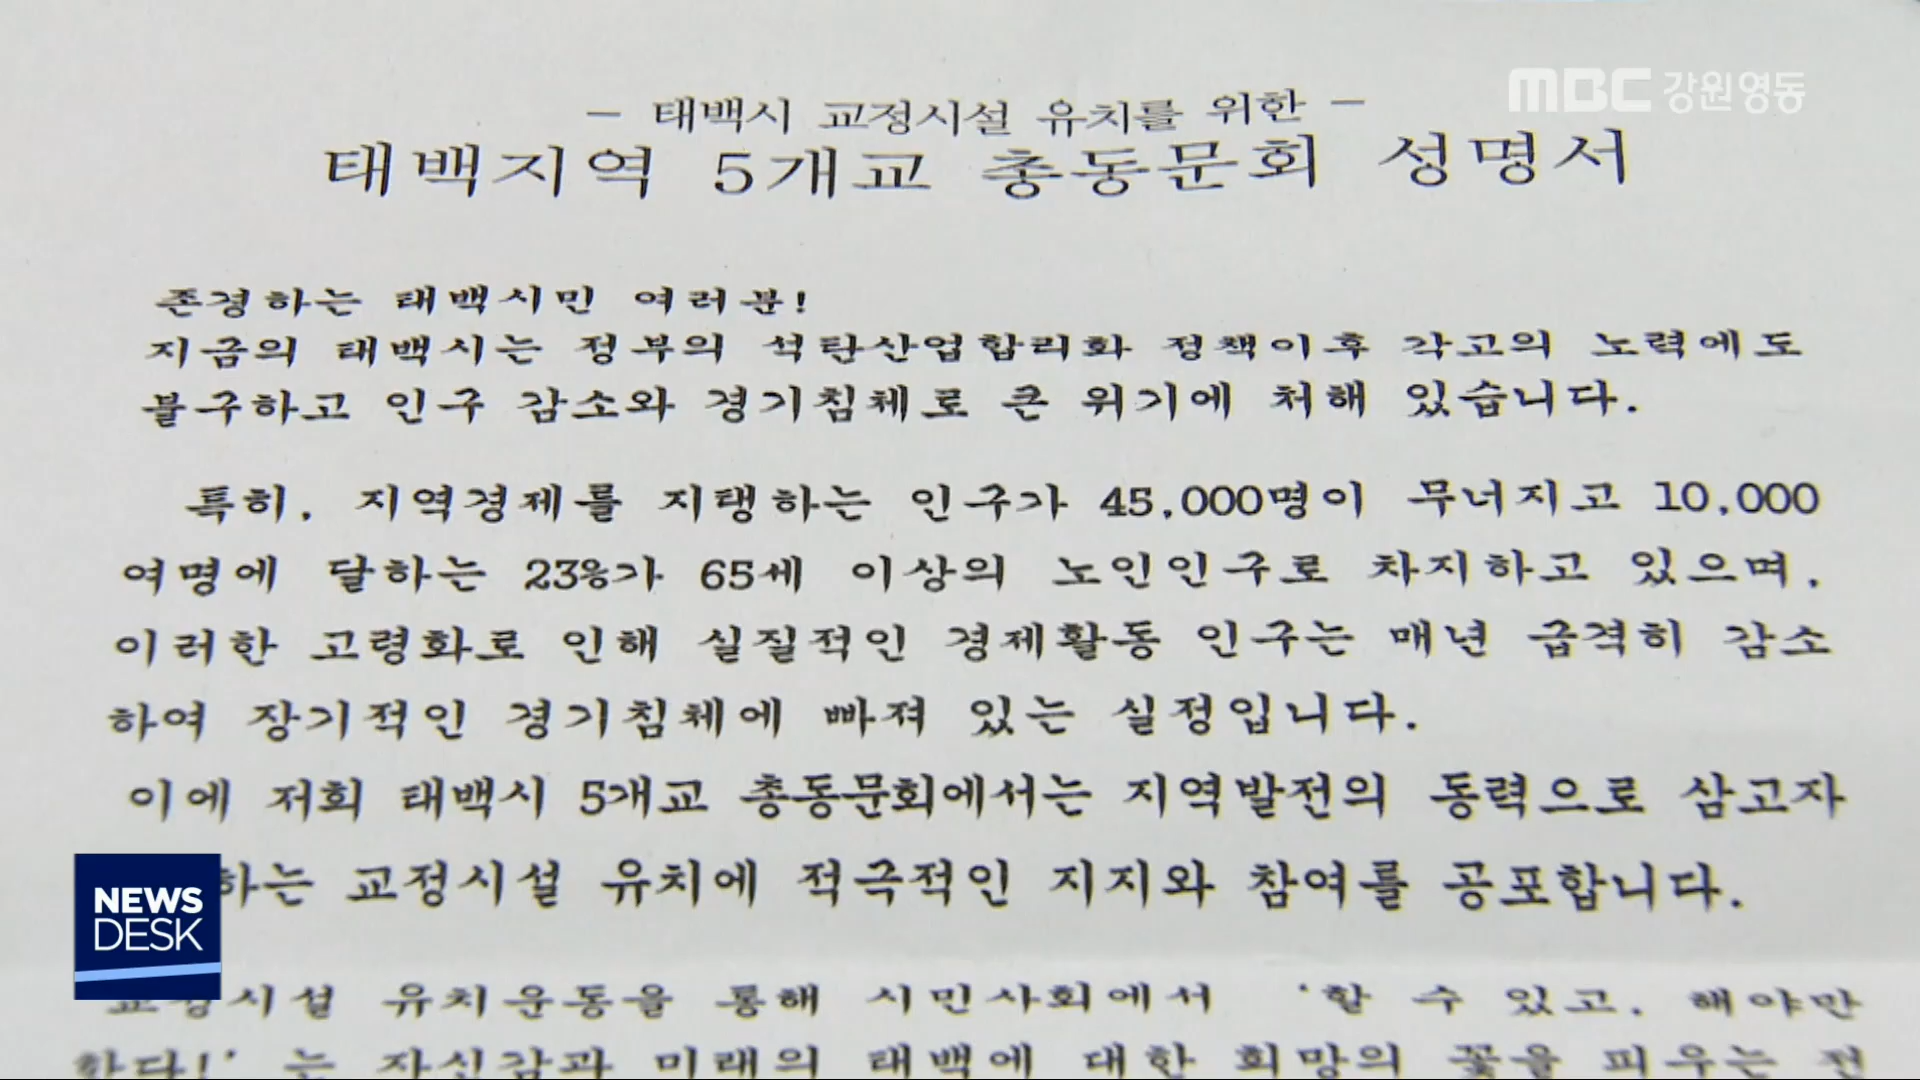 MBC 강원영동
- 태백시 교정시설 유치를 위한 -
태백지역 5개교 총동문회 성명서
존경하는 태백시민 여러분!
지금의 태백시는 정부의 석탄산업합리화 정책이후 각고의 노력에도
불구하고 인구 감소와 경기침체로 큰 위기에 처해 있습니다.
특히, 지역경제를 지탱하는 인구가 45,000명이 무너지고 10,000
여명에 달하는 23%가 65세 이상의 노인인구로 차지하고 있으며,
이러한 고령화로 인해 실질적인 경제활동 인구는 매년 급격히 감소
하여 장기적인 경기침체에 빠져 있는 실정입니다.
이에 저희 태백시 5개교 총동문회에서는 지역발전의 동력으로 삼고자
하는 교정시설 유치에 적극적인 지지와 참여를 공포합니다.
NEWS
DESK
교정시설 유치운동을 통해 시민사회에서 '할 수 있고, 해야만
한다!' 는 자신감과 미래의 태백에 대한 희망의 꽃을 피우는 전